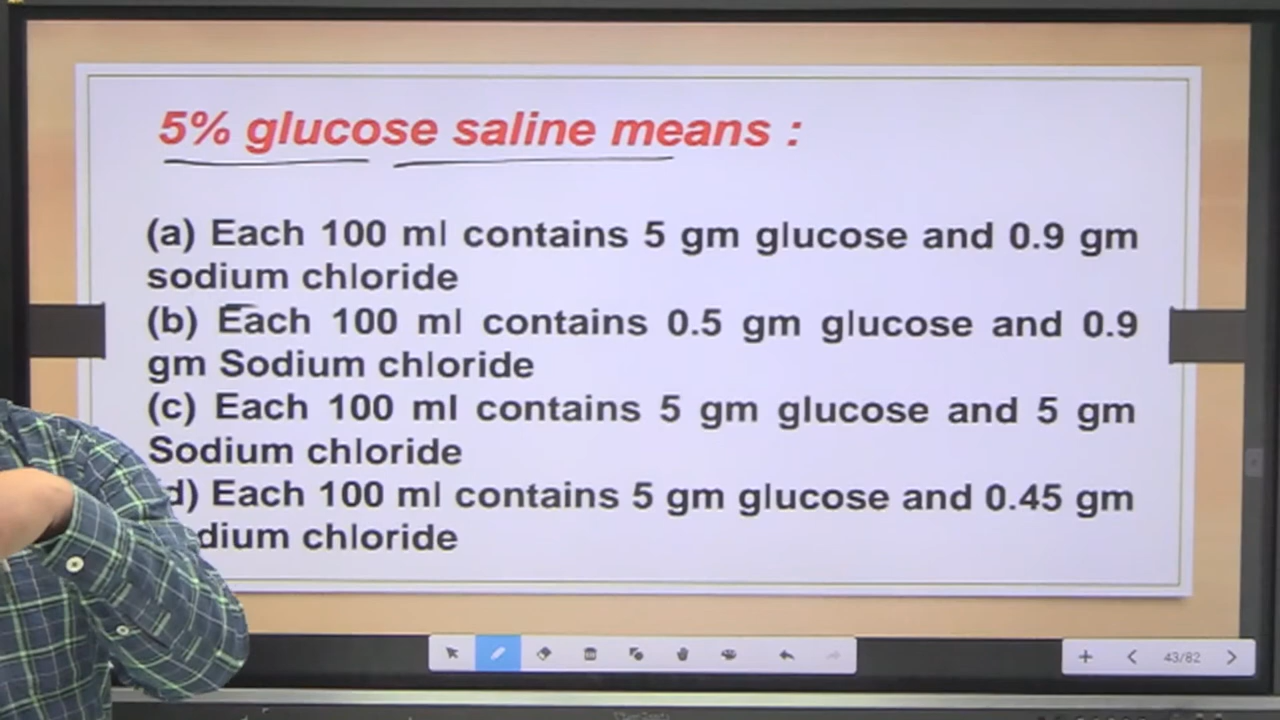 5% glucose saline means :
(a) Each 100 ml contains 5 gm glucose and 0.9 gm
sodium chloride
(b) Each 100 ml contains 0.5 gm glucose and 0.9
gm Sodium chloride
(c) Each 100 ml contains 5 gm glucose and 5 gm
Sodium chloride
d) Each 100 ml contains 5 gm glucose and 0.45 gm
dium chloride
43/82